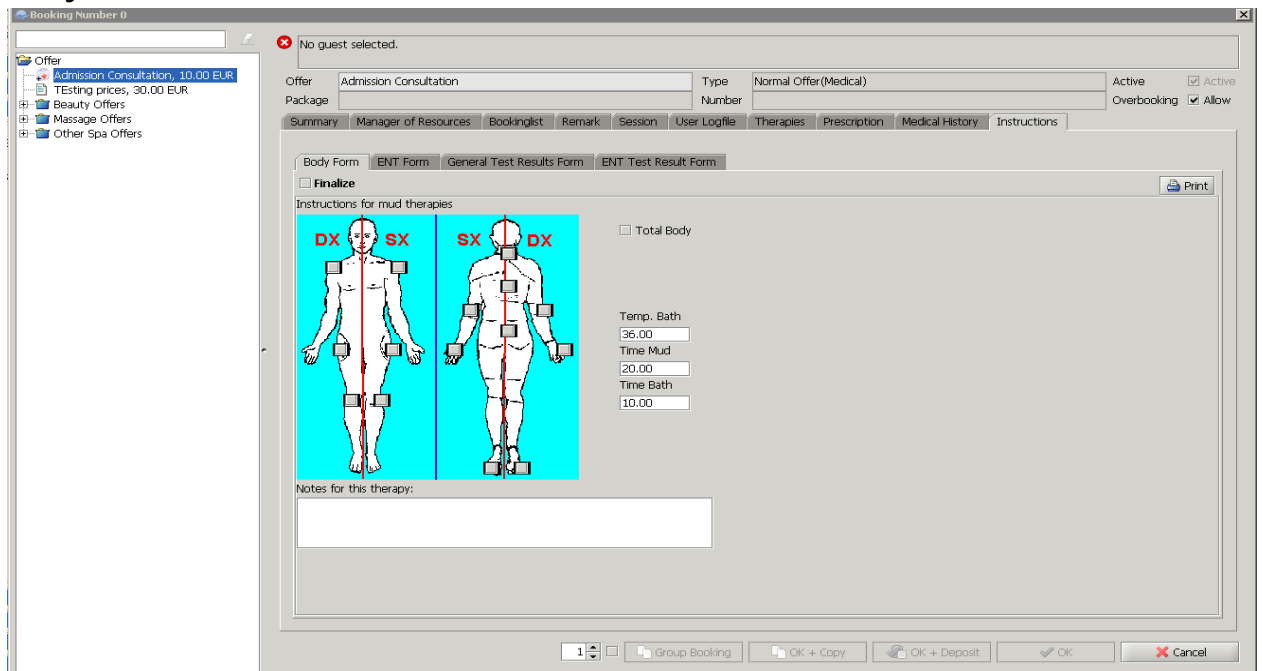 Booking Number 0
No guest selected.
Offer
Admission Consultation, 10.00 EUR
TEsting prices, 30.00 EUR
Beauty Offers
Massage Offers
Other Spa Offers
Offer Admission Consultation Type Normal Offer(Medical) Active Active
Package Number Overbooking Allow
Summary Manager of Resources Bookinglist Remark Session User Logfile Therapies Prescription Medical History Instructions
Body Form ENT Form General Test Results Form ENT Test Result Form
Finalize Print
Instructions for mud therapies
DX SX SX DX
Total Body
Temp. Bath
36.00
Time Mud
20.00
Time Bath
10.00
Notes for this therapy:
1 Group Booking OK + Copy OK + Deposit OK Cancel